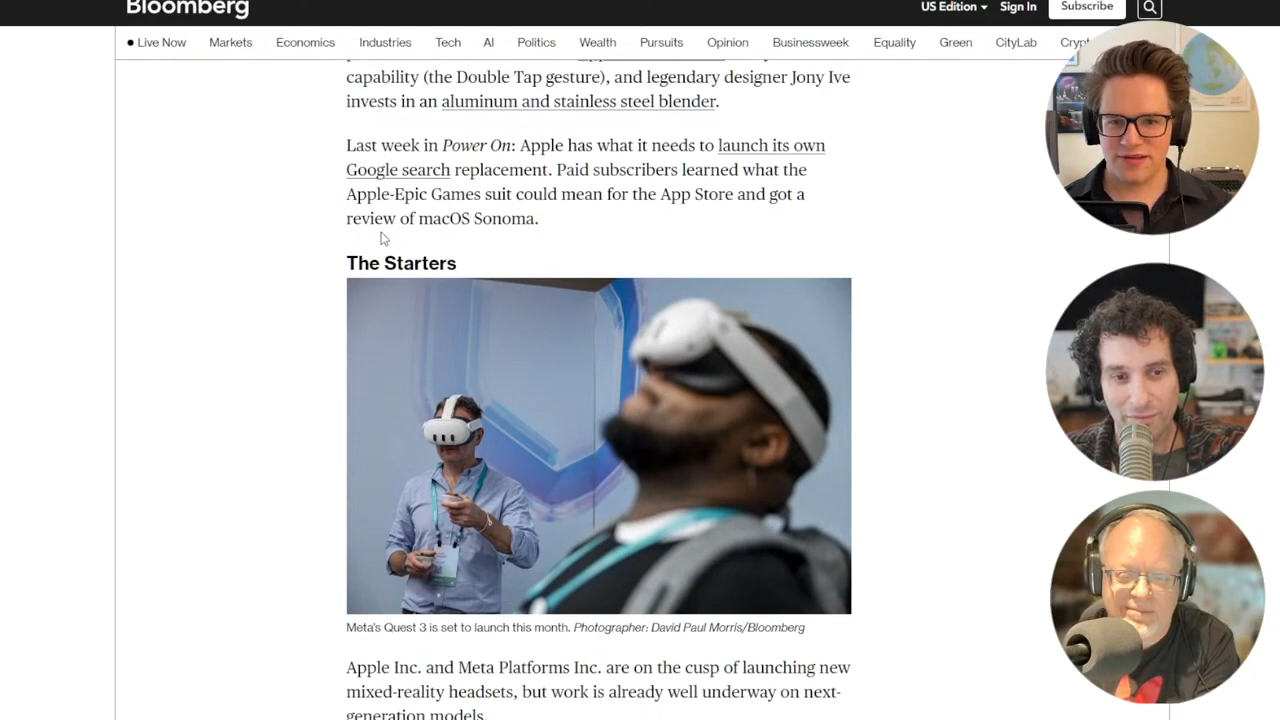 Bloomberg
US Edition
Sign In
Subscribe
Live Now Markets Economics Industries Tech AI Politics Wealth Pursuits Opinion Businessweek Equality Green CityLab
capability (the Double Tap gesture), and legendary designer Jony Ive
invests in an aluminum and stainless steel blender.
Last week in Power On: Apple has what it needs to launch its own
Google search replacement. Paid subscribers learned what the
Apple-Epic Games suit could mean for the App Store and got a
review of macOS Sonoma.
The Starters
Meta's Quest 3 is set to launch this month. Photographer: David Paul Morris/Bloomberg
Apple Inc. and Meta Platforms Inc. are on the cusp of launching new
mixed-reality headsets, but work is already well underway on next-
generation models.